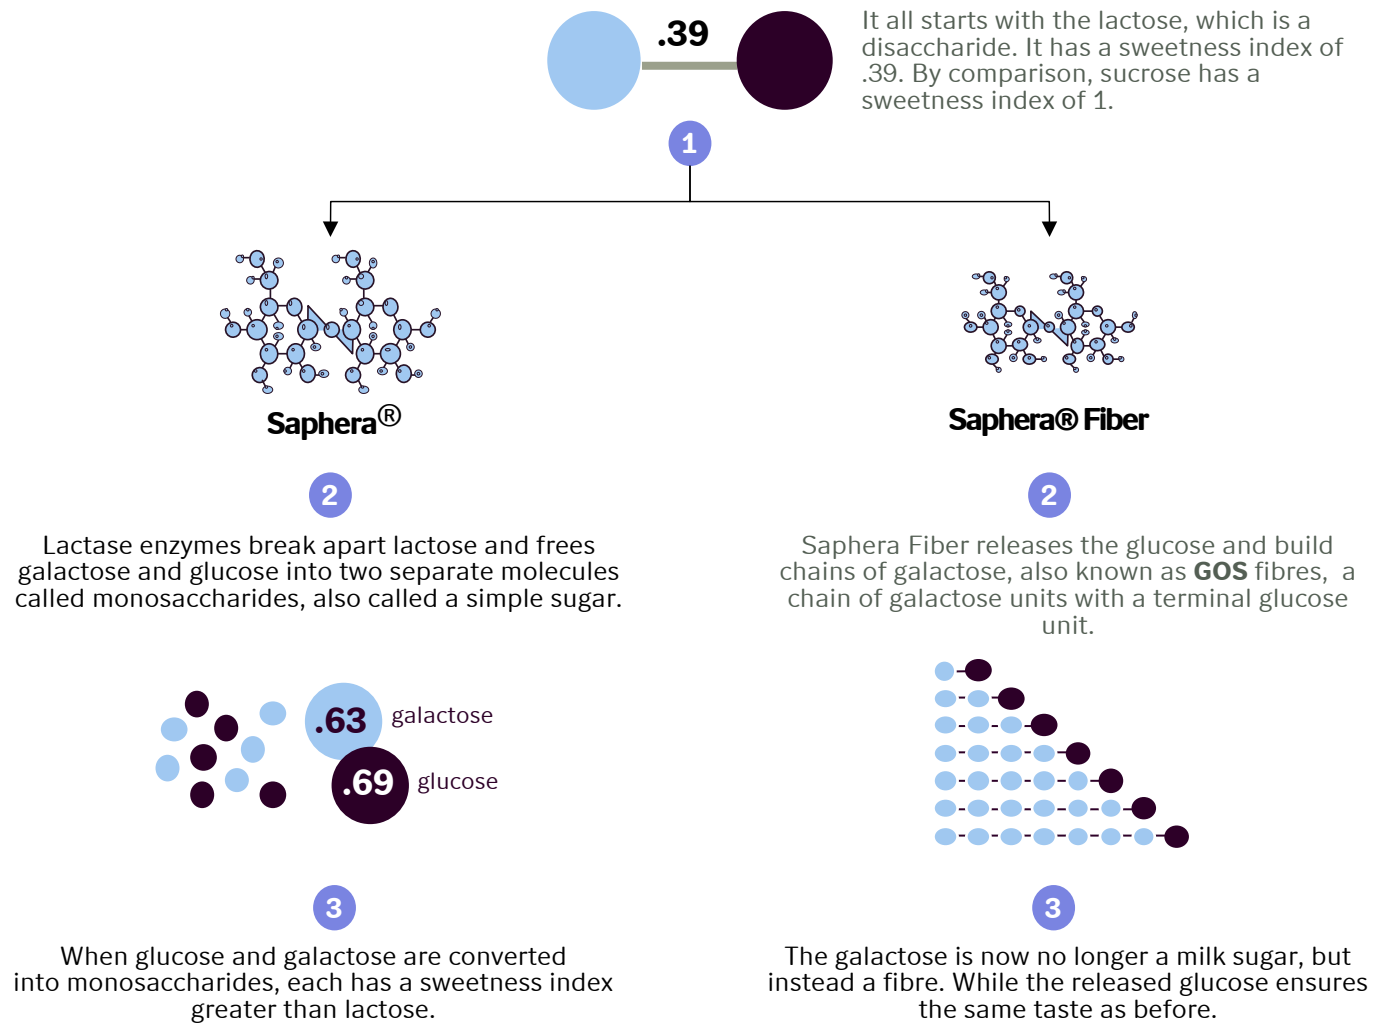 .39
It all starts with the lactose, which is a
disaccharide. It has a sweetness index of
.39. By comparison, sucrose has a
sweetness index of 1.
1
Saphera®
2
Lactase enzymes break apart lactose and frees
galactose and glucose into two separate molecules
called monosaccharides, also called a simple sugar.
.63
galactose
.69
glucose
3
When glucose and galactose are converted
into monosaccharides, each has a sweetness index
greater than lactose.
Saphera® Fiber
2
Saphera Fiber releases the glucose and build
chains of galactose, also known as GOS fibres, a
chain of galactose units with a terminal glucose
unit.
3
The galactose is now no longer a milk sugar, but
instead a fibre. While the released glucose ensures
the same taste as before.